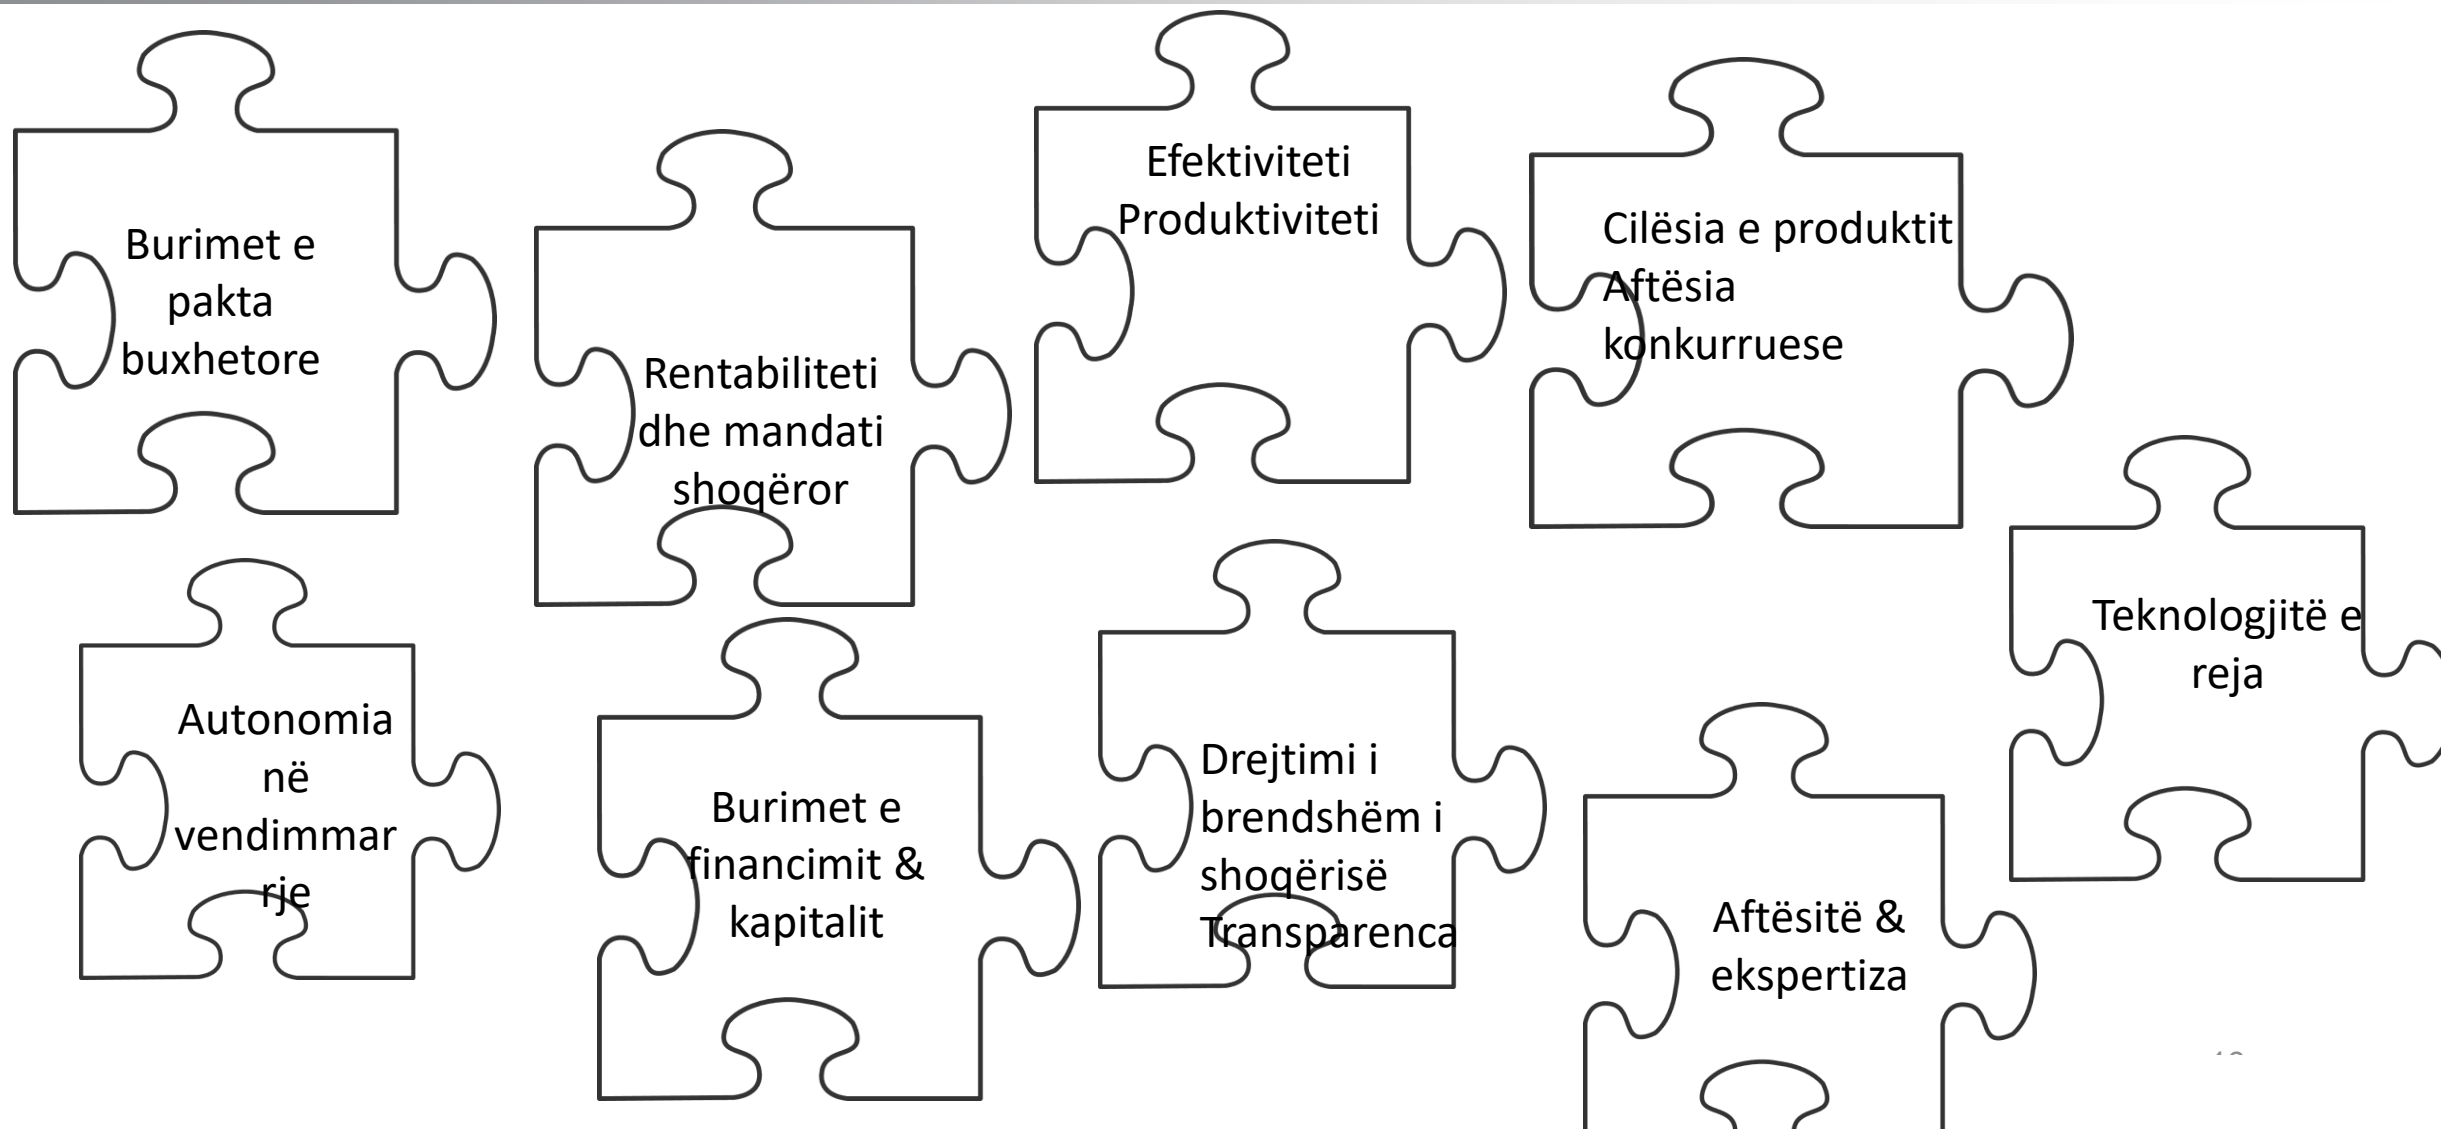 Burimet e
pakta
buxhetore
Rentabiliteti
dhe mandati
shoqëror
Efektiviteti
Produktiviteti
Cilësia e produktit
Aftësia
konkurruese
Teknologjitë e
reja
Autonomia
në
vendimmar
rje
Burimet e
financimit &
kapitalit
Drejtimi i
brendshëm i
shoqërisë
Transparenca
Aftësitë &
ekspertiza